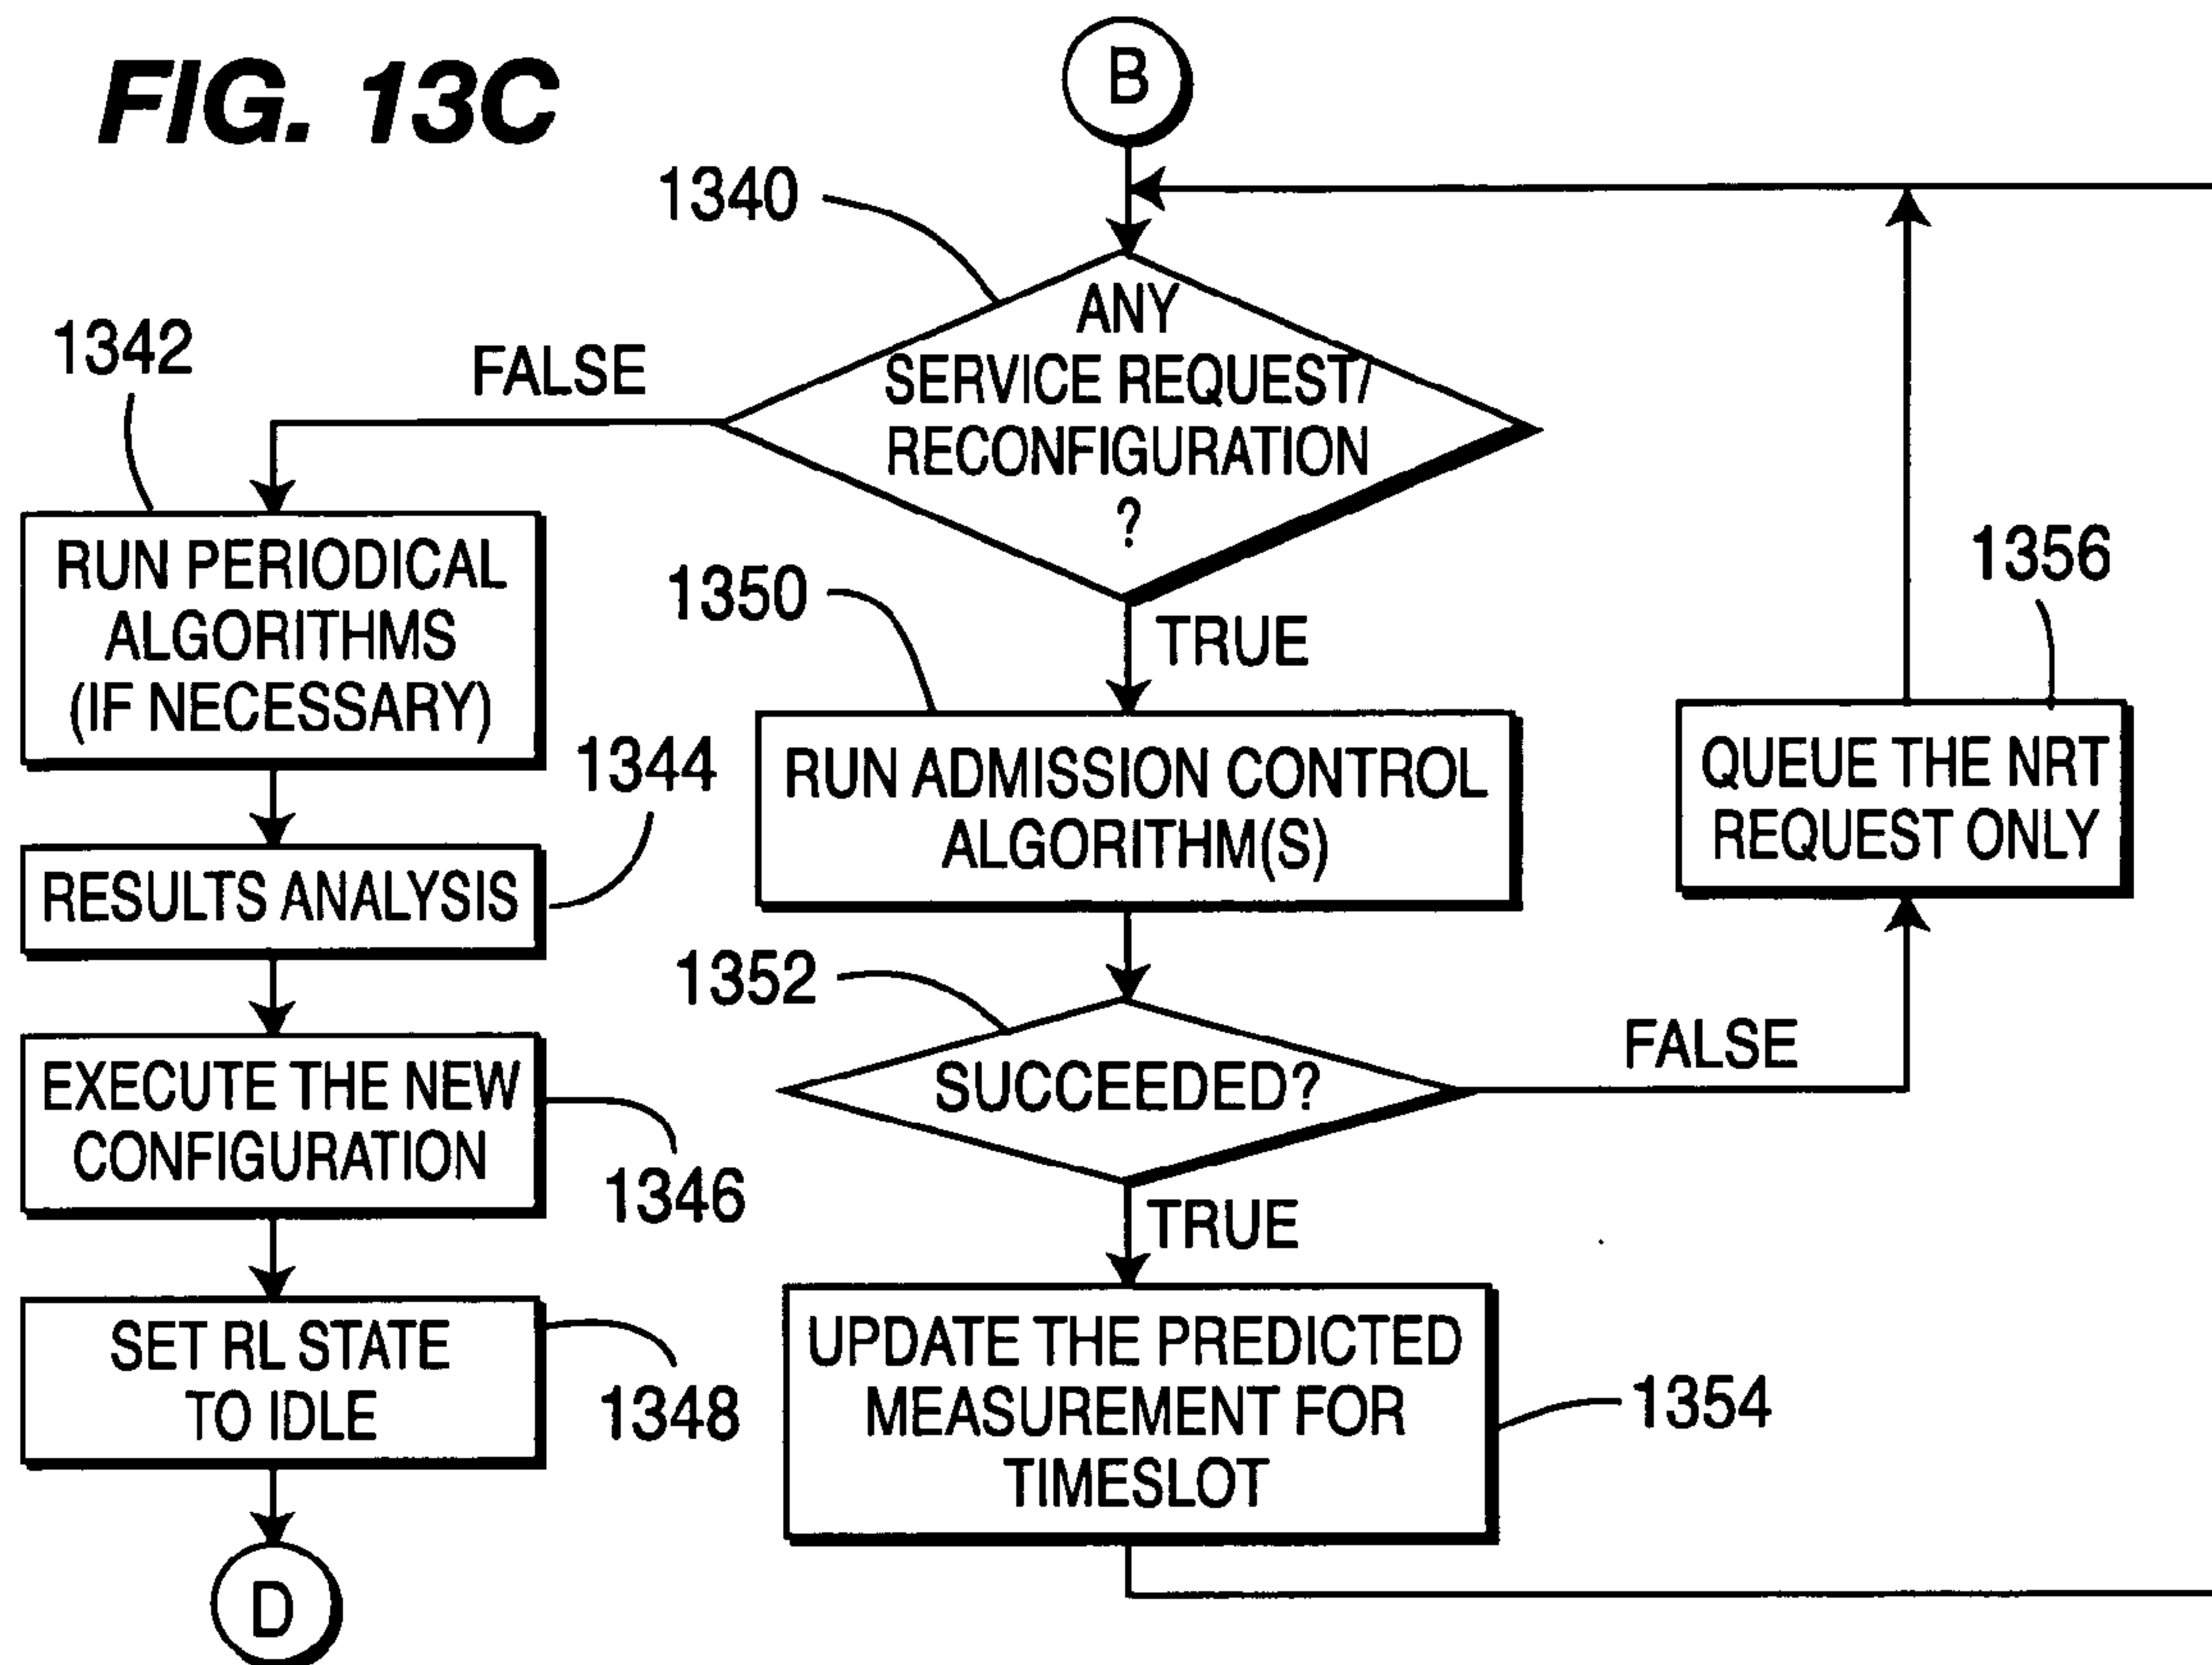 FIG. 13C
B
1340
ANY
SERVICE REQUEST/
RECONFIGURATION
?
FALSE
1342
RUN PERIODICAL
ALGORITHMS
(IF NECESSARY)
1344
RESULTS ANALYSIS
EXECUTE THE NEW
CONFIGURATION
1346
SET RL STATE
TO IDLE
1348
D
TRUE
1350
RUN ADMISSION CONTROL
ALGORITHM(S)
1352
SUCCEEDED?
FALSE
1356
QUEUE THE NRT
REQUEST ONLY
TRUE
UPDATE THE PREDICTED
MEASUREMENT FOR
TIMESLOT
1354